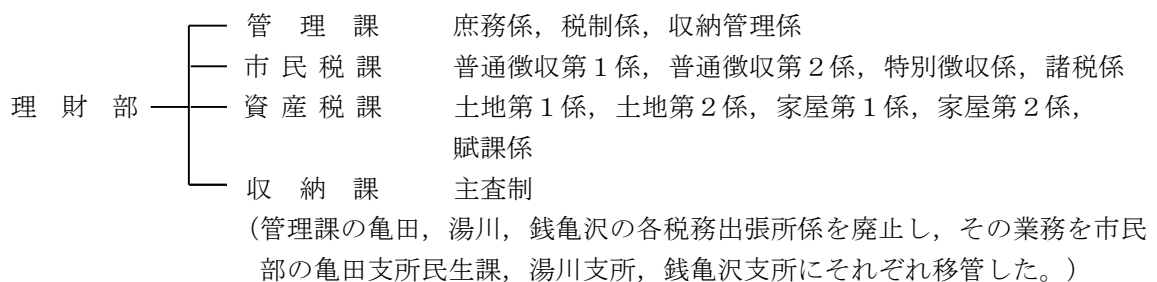 管理課 庶務係，税制係，収納管理係
市民税課 普通徴収第１係，普通徴収第２係，特別徴収係，諸税係
理財部 資産税課 土地第１係，土地第２係，家屋第１係，家屋第２係，
賦課係
収納課 主査制
（管理課の亀田，湯川，銭亀沢の各税務出張所係を廃止し，その業務を市民
部の亀田支所民生課，湯川支所，銭亀沢支所にそれぞれ移管した。）